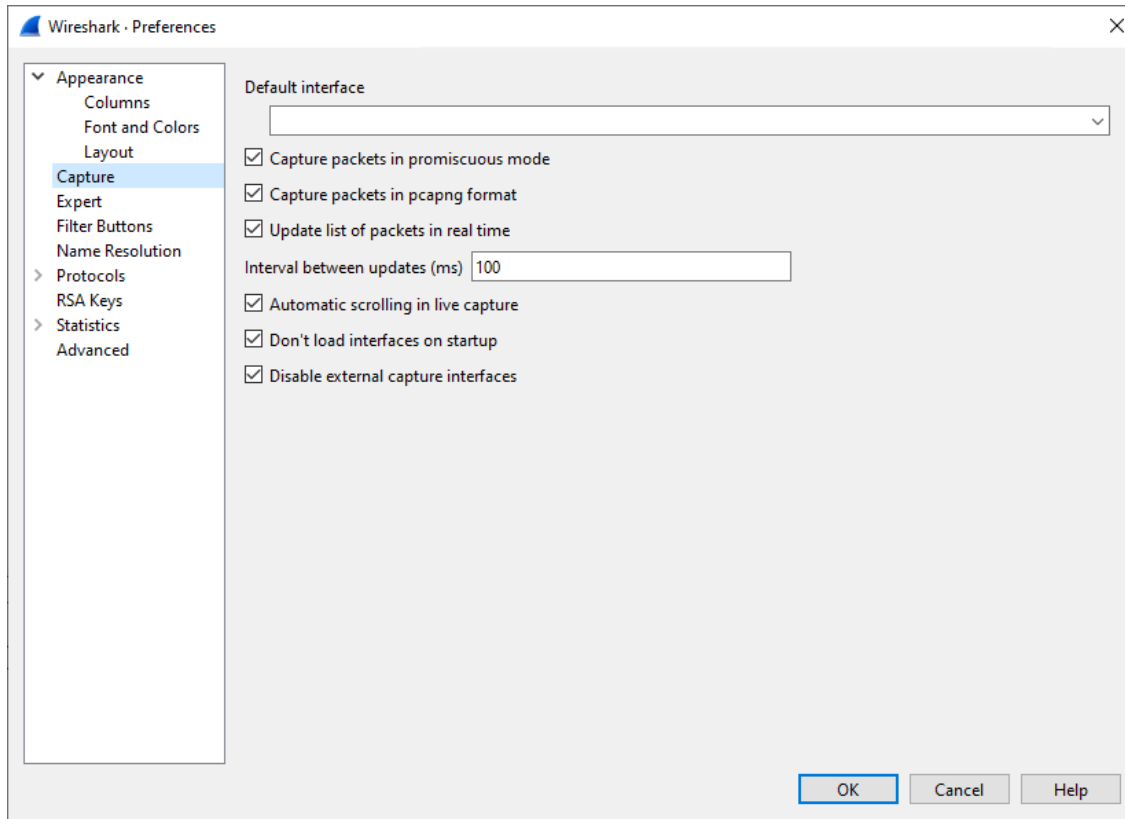 Wireshark · Preferences
Appearance
Columns
Font and Colors
Layout
Capture
Expert
Filter Buttons
Name Resolution
Protocols
RSA Keys
Statistics
Advanced
Default interface
Capture packets in promiscuous mode
Capture packets in pcapng format
Update list of packets in real time
Interval between updates (ms) 100
Automatic scrolling in live capture
Don't load interfaces on startup
Disable external capture interfaces
OK Cancel Help